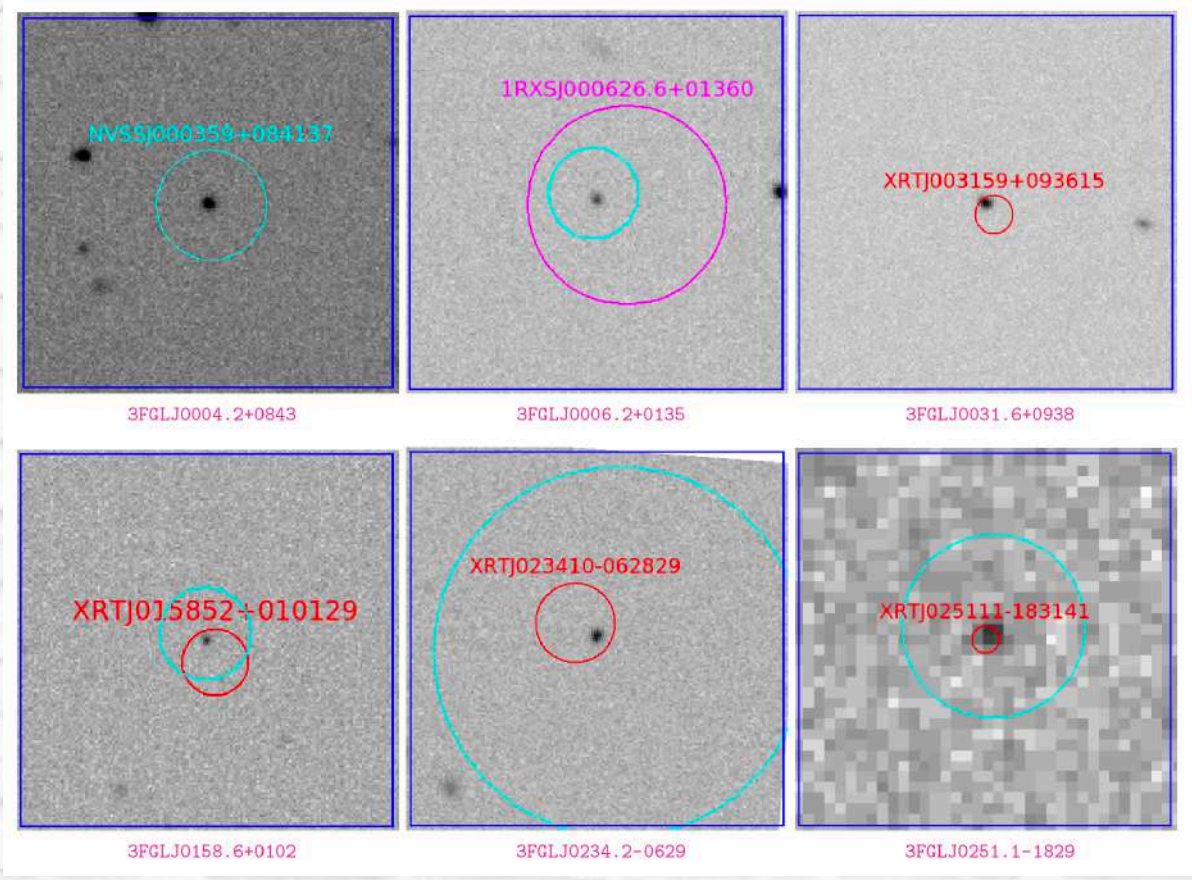 NVSSJ000359+084137
1RXSJ000626.6+01360
XRTJ003159+093615
3FGLJ0004.2+0843
3FGLJ0006.2+0135
3FGLJ0031.6+0938
XRTJ015852+010129
XRTJ023410-062829
XRTJ025111-183141
3FGLJ0158.6+0102
3FGLJ0234.2-0629
3FGLJ0251.1-1829